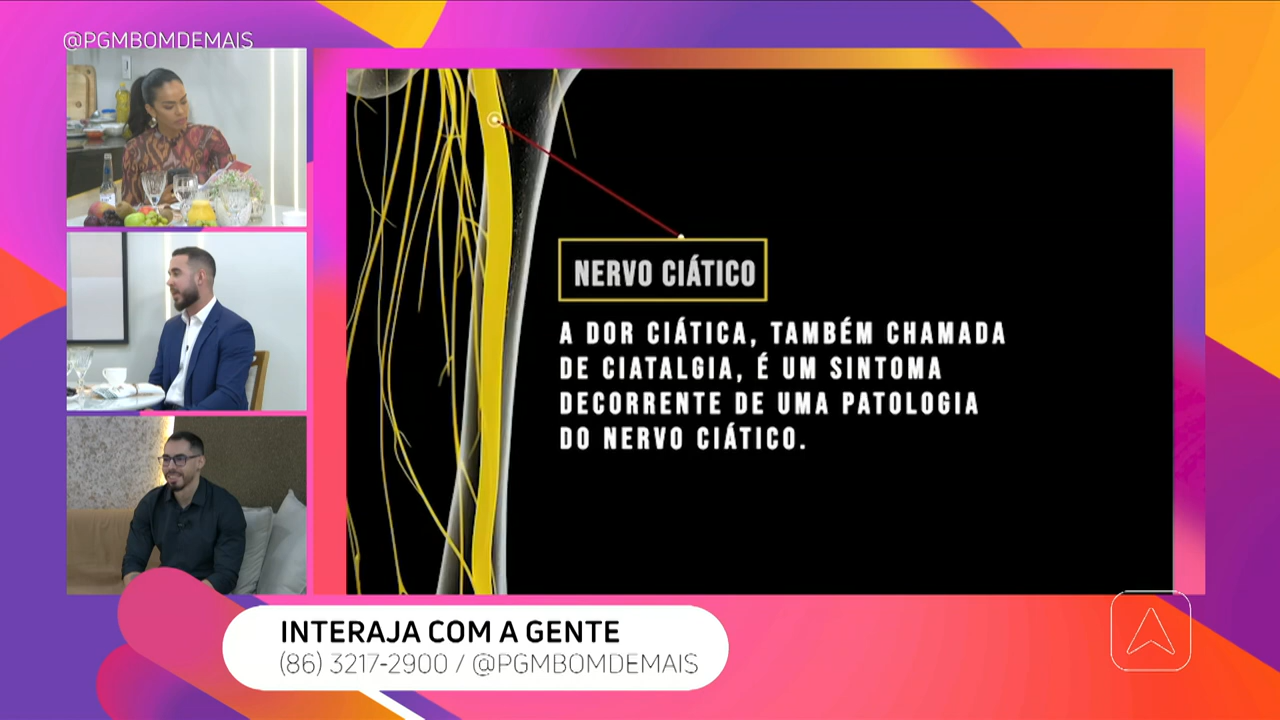 @PGMBOMDEMAIS
NERVO CIÁTICO
A DOR CIÁTICA, TAMBÉM CHAMADA
DE CIATALGIA, É UM SINTOMA
DECORRENTE DE UMA PATOLOGIA
DO NERVO CIÁTICO.
INTERAJA COM A GENTE
(86) 3217-2900 / @PGMBOMDEMAIS